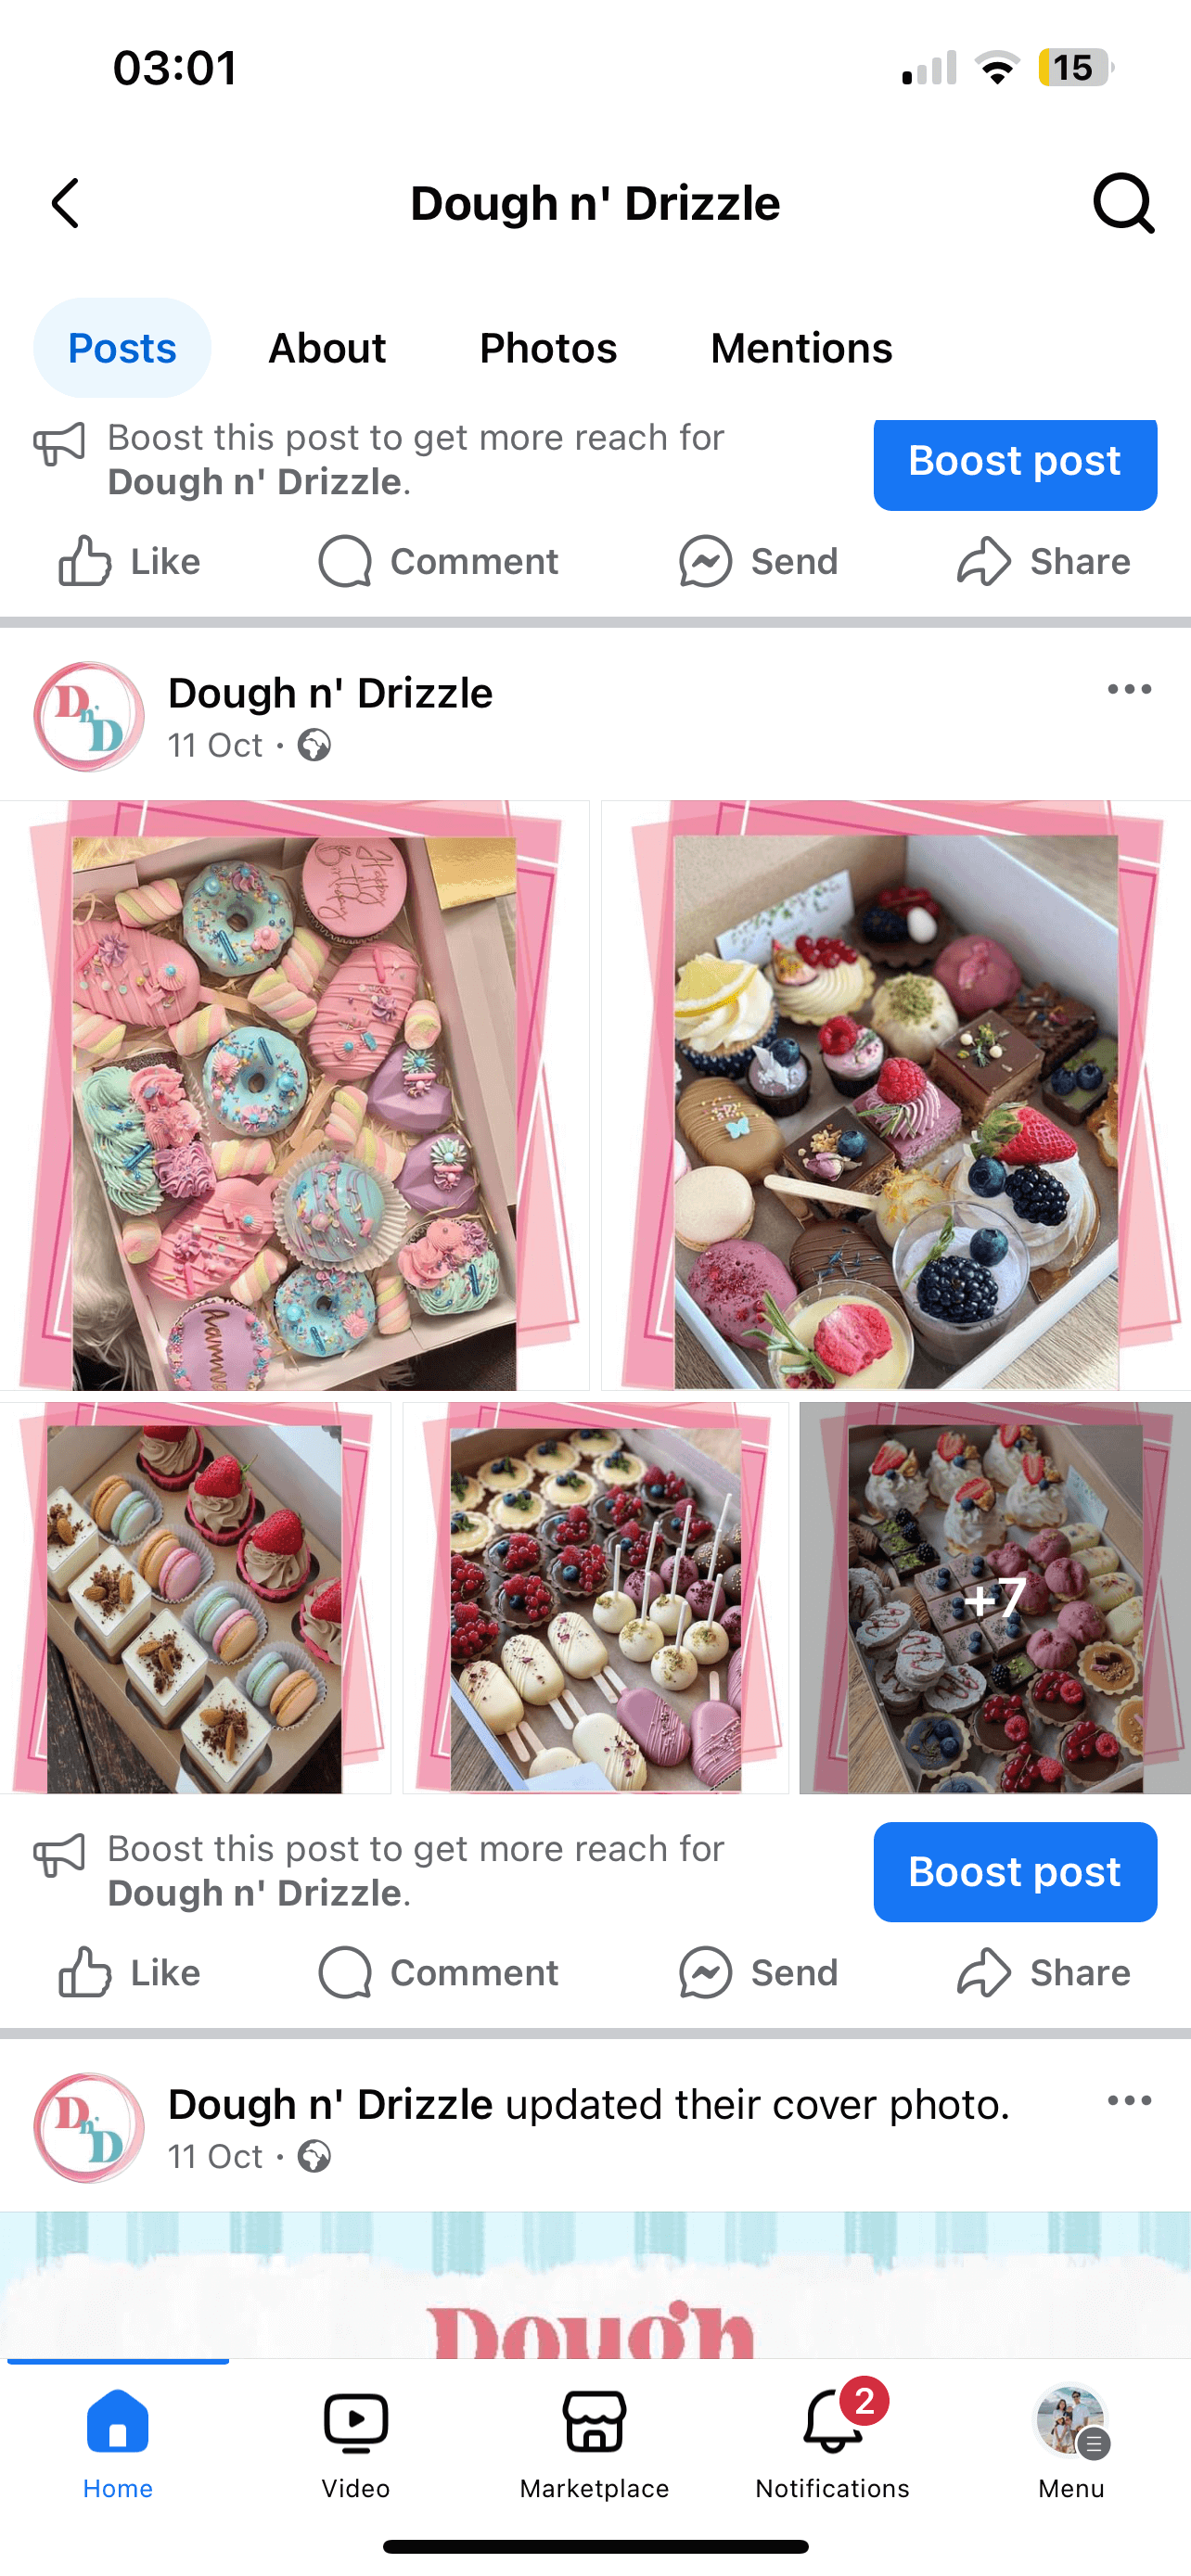 03:01
15
Dough n' Drizzle
Posts
About
Photos
Mentions
Boost this post to get more reach for
Dough n' Drizzle.
Boost post
Like
Comment
Send
Share
D n' D
Dough n' Drizzle
11 Oct ·
Happy
Birthday
+7
Boost this post to get more reach for
Dough n' Drizzle.
Boost post
Like
Comment
Send
Share
D n' D
Dough n' Drizzle updated their cover photo.
11 Oct ·
Dough
2
Home
Video
Marketplace
Notifications
Menu